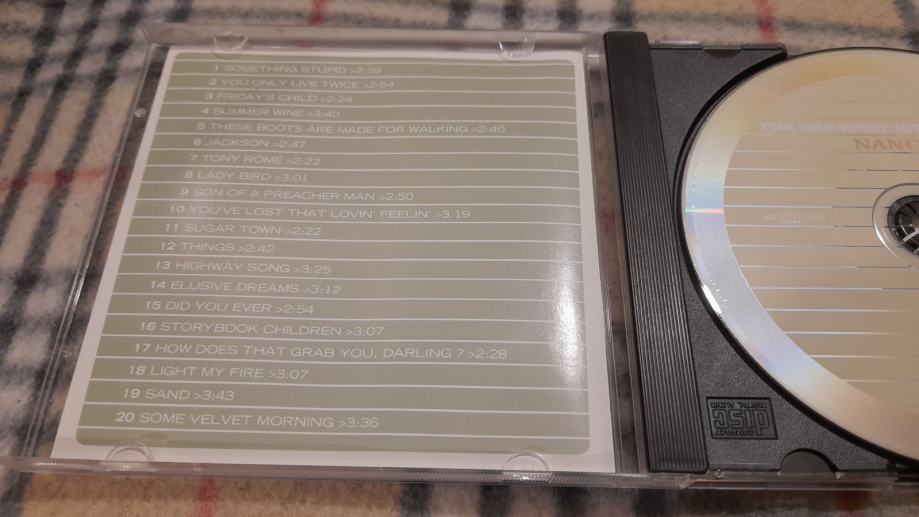 1 SOMETHING STUPID >2:39
2 YOU ONLY LIVE TWICE >2:54
3 FRIDAY'S CHILD >2:24
4 SUMMER WINE >3:40
5 THESE BOOTS ARE MADE FOR WALKING >2:40
6 JACKSON >2:47
7 TONY ROME >2:22
8 LADY BIRD >3:01
9 SON OF A PREACHER MAN >2:50
10 YOU'VE LOST THAT LOVIN' FEELIN' >3:19
11 SUGAR TOWN >2:22
12 THINGS >2:42
13 HIGHWAY SONG >3:25
14 ELUSIVE DREAMS >3:12
15 DID YOU EVER >2:54
16 STORYBOOK CHILDREN >3:07
17 HOW DOES THAT GRAB YOU, DARLING ? >2:28
18 LIGHT MY FIRE >3:07
19 SAND >3:43
20 SOME VELVET MORNING >3:36
THE GREATEST HI
NANC
COMPACT
disc
DIGITAL AUDIO